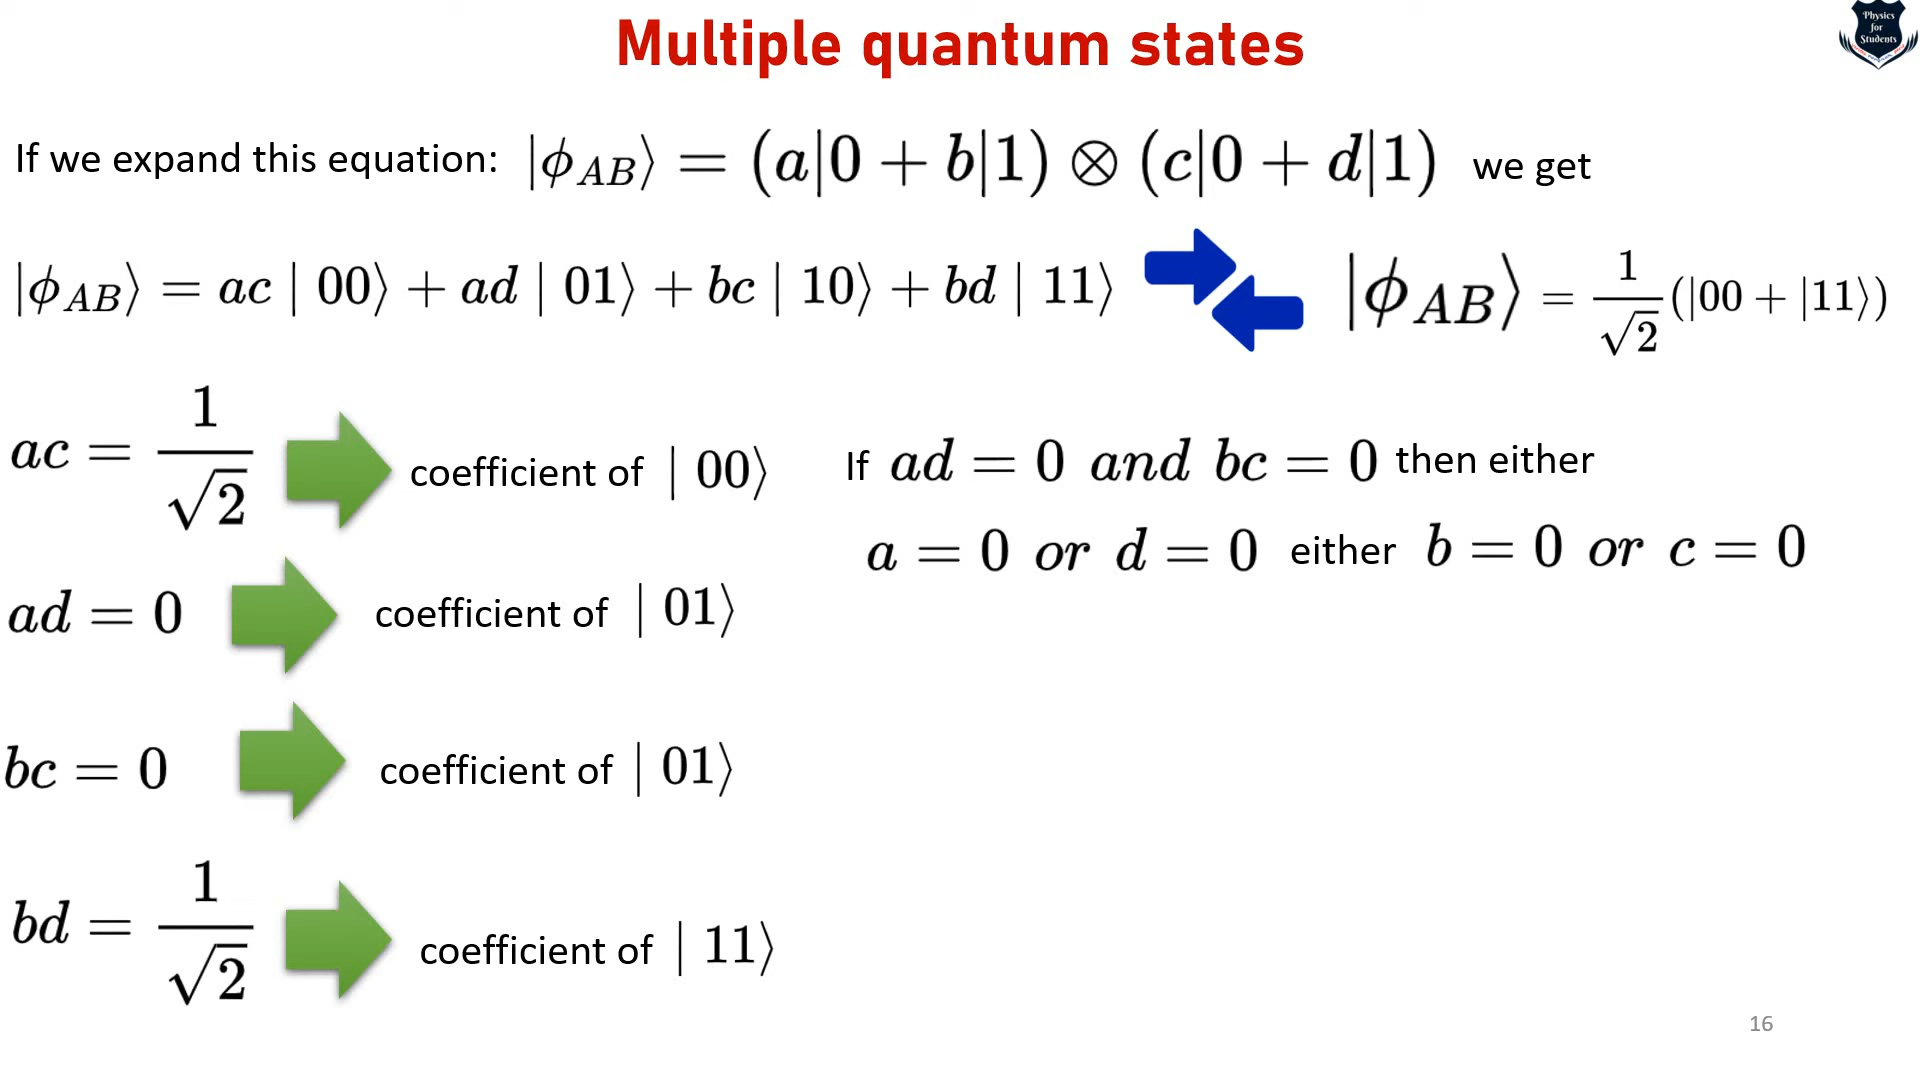 Multiple quantum states
Physics
for
Students
If we expand this equation: |ϕ_AB⟩ = (a|0 + b|1) ⊗ (c|0 + d|1) we get
|ϕ_AB⟩ = ac | 00⟩ + ad | 01⟩ + bc | 10⟩ + bd | 11⟩
|ϕ_AB⟩ = 1/√2 (|00 + |11⟩)
ac = 1/√2 coefficient of | 00⟩
ad = 0 coefficient of | 01⟩
bc = 0 coefficient of | 01⟩
bd = 1/√2 coefficient of | 11⟩
If ad = 0 and bc = 0 then either
a = 0 or d = 0 either b = 0 or c = 0
16